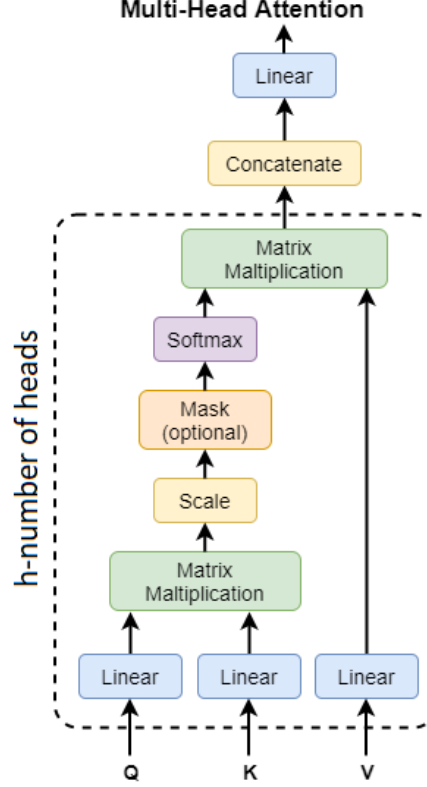 Multi-Head Attention
Linear
Concatenate
Matrix
Maltiplication
Softmax
Mask
(optional)
Scale
Matrix
Maltiplication
Linear
Linear
Linear
Q
K
V
h-number of heads